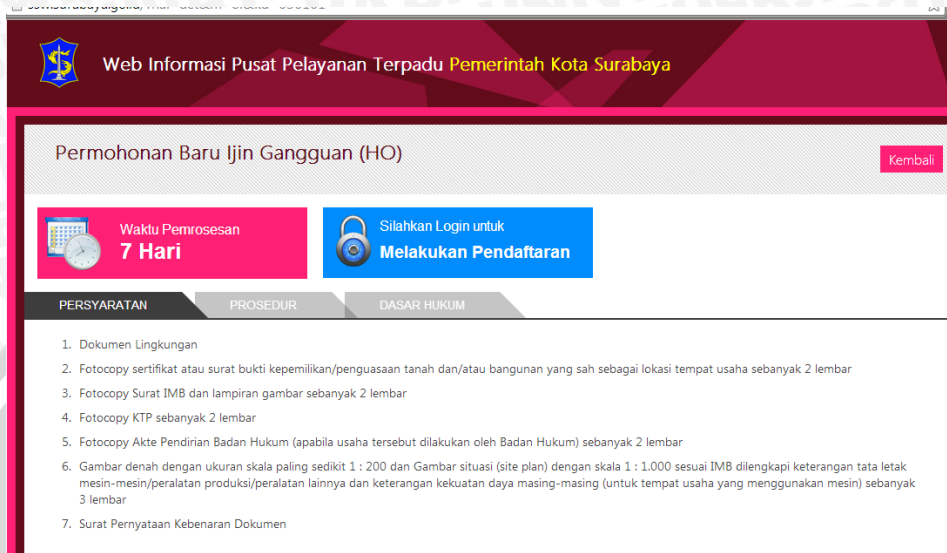 Web Informasi Pusat Pelayanan Terpadu Pemerintah Kota Surabaya
Permohonan Baru Ijin Gangguan (HO)
Kembali
Waktu Pemrosesan
7 Hari
Silahkan Login untuk
Melakukan Pendaftaran
PERSYARATAN
PROSEDUR
DASAR HUKUM
1. Dokumen Lingkungan
2. Fotocopy sertifikat atau surat bukti kepemilikan/penguasaan tanah dan/atau bangunan yang sah sebagai lokasi tempat usaha sebanyak 2 lembar
3. Fotocopy Surat IMB dan lampiran gambar sebanyak 2 lembar
4. Fotocopy KTP sebanyak 2 lembar
5. Fotocopy Akte Pendirian Badan Hukum (apabila usaha tersebut dilakukan oleh Badan Hukum) sebanyak 2 lembar
6. Gambar denah dengan ukuran skala paling sedikit 1 : 200 dan Gambar situasi (site plan) dengan skala 1 : 1.000 sesuai IMB dilengkapi keterangan tata letak
mesin-mesin/peralatan produksi/peralatan lainnya dan keterangan kekuatan daya masing-masing (untuk tempat usaha yang menggunakan mesin) sebanyak
3 lembar
7. Surat Pernyataan Kebenaran Dokumen